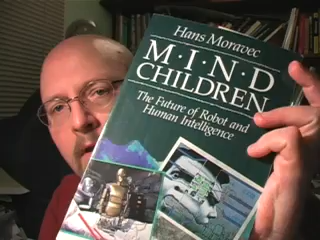 Hans Moravec
M·I·N·D
CHILDREN
The Future of Robot and
Human Intelligence